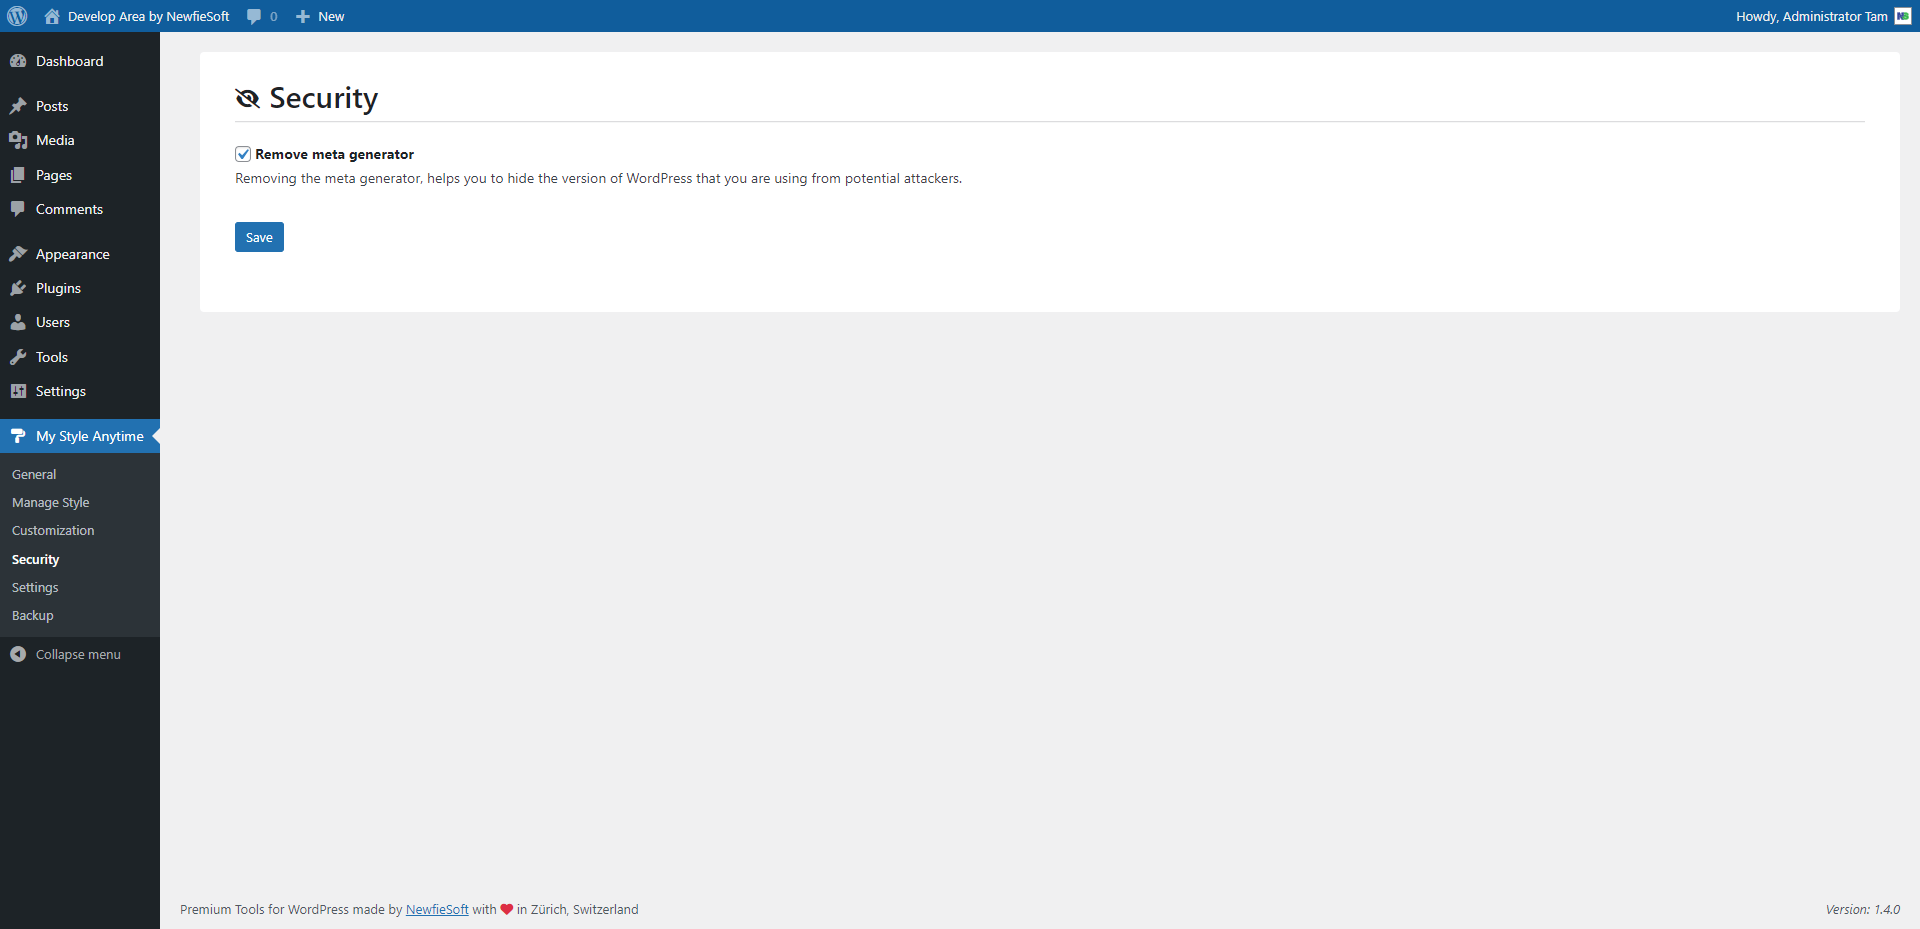 Develop Area by NewfieSoft 0 New
Howdy, Administrator Tam NS
Dashboard
Posts
Media
Pages
Comments
Appearance
Plugins
Users
Tools
Settings
My Style Anytime
General
Manage Style
Customization
Security
Settings
Backup
Collapse menu
Security
Remove meta generator
Removing the meta generator, helps you to hide the version of WordPress that you are using from potential attackers.
Save
Premium Tools for WordPress made by NewfieSoft with ❤ in Zürich, Switzerland
Version: 1.4.0